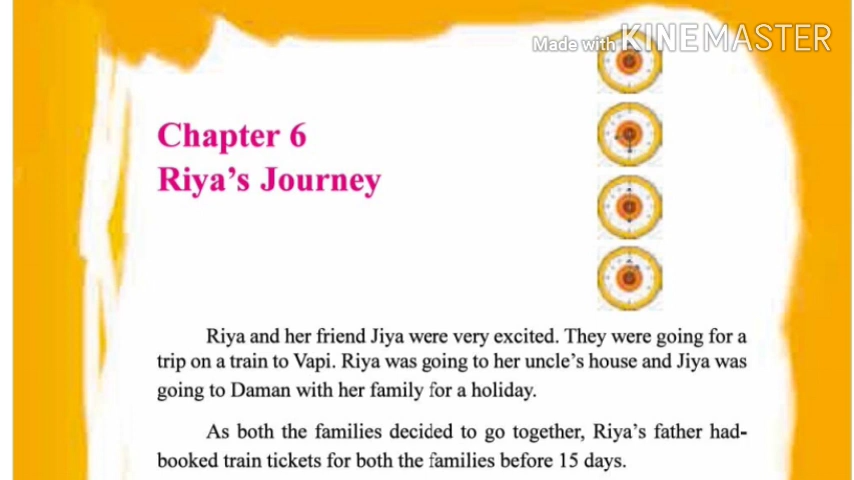 Made with KINEMASTER
Chapter 6
Riya's Journey
Riya and her friend Jiya were very excited. They were going for a
trip on a train to Vapi. Riya was going to her uncle's house and Jiya was
going to Daman with her family for a holiday.
As both the families decided to go together, Riya's father had-
booked train tickets for both the families before 15 days.